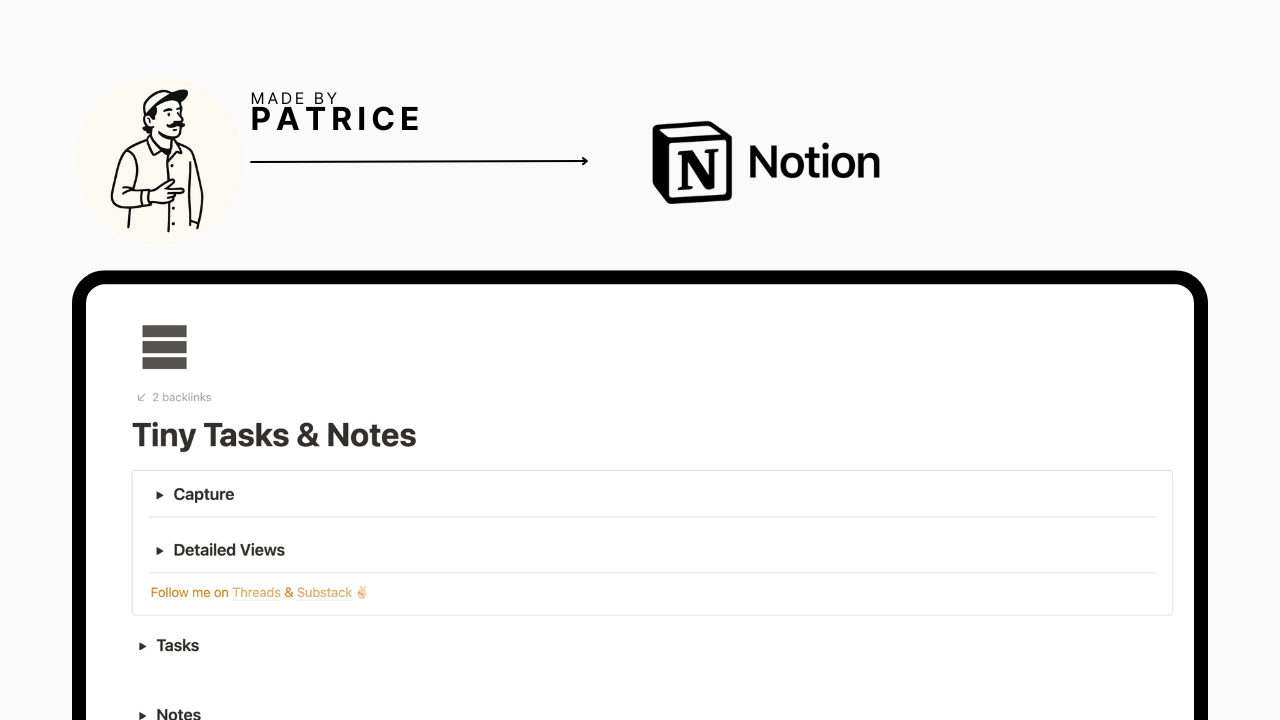 MADE BY
PATRICE
Notion
2 backlinks
Tiny Tasks & Notes
Capture
Detailed Views
Follow me on Threads & Substack ✌🏻
Tasks
Notes